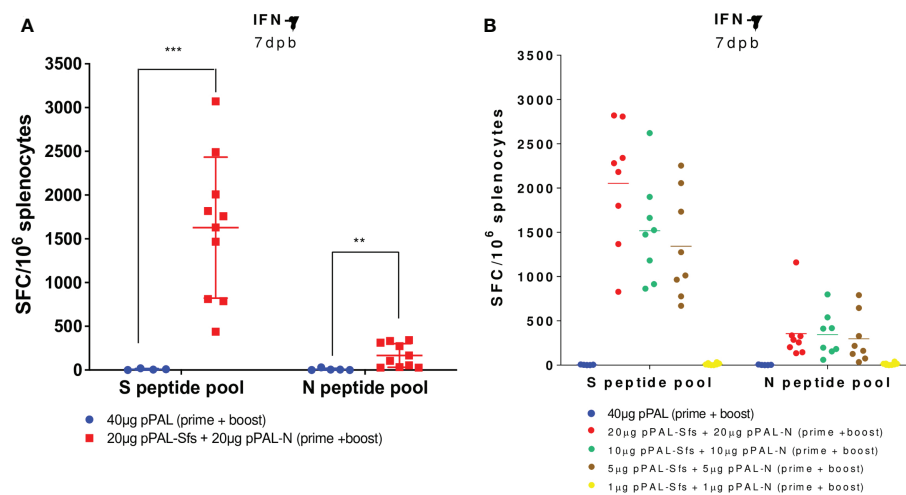 A
IFN-γ
7dpb
***
**
3500
3000
2500
2000
1500
1000
500
0
SFC/10⁶ splenocytes
S peptide pool
N peptide pool
40µg pPAL (prime + boost)
20µg pPAL-Sfs + 20µg pPAL-N (prime +boost)
B
IFN-γ
7dpb
3500
3000
2500
2000
1500
1000
500
0
SFC/10⁶ splenocytes
S peptide pool
N peptide pool
40µg pPAL (prime + boost)
20µg pPAL-Sfs + 20µg pPAL-N (prime +boost)
10µg pPAL-Sfs + 10µg pPAL-N (prime + boost)
5µg pPAL-Sfs + 5µg pPAL-N (prime + boost)
1µg pPAL-Sfs + 1µg pPAL-N (prime + boost)